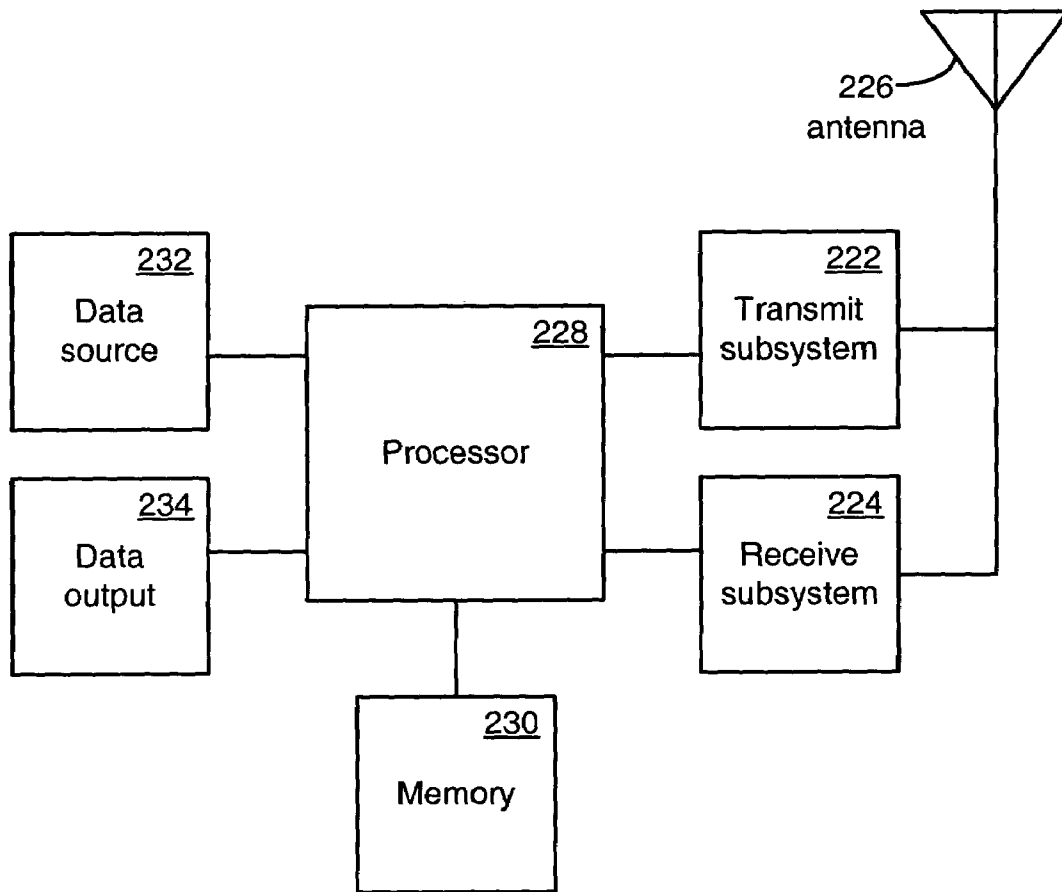 226
antenna
232
Data
source
222
Transmit
subsystem
228
Processor
234
Data
output
224
Receive
subsystem
230
Memory